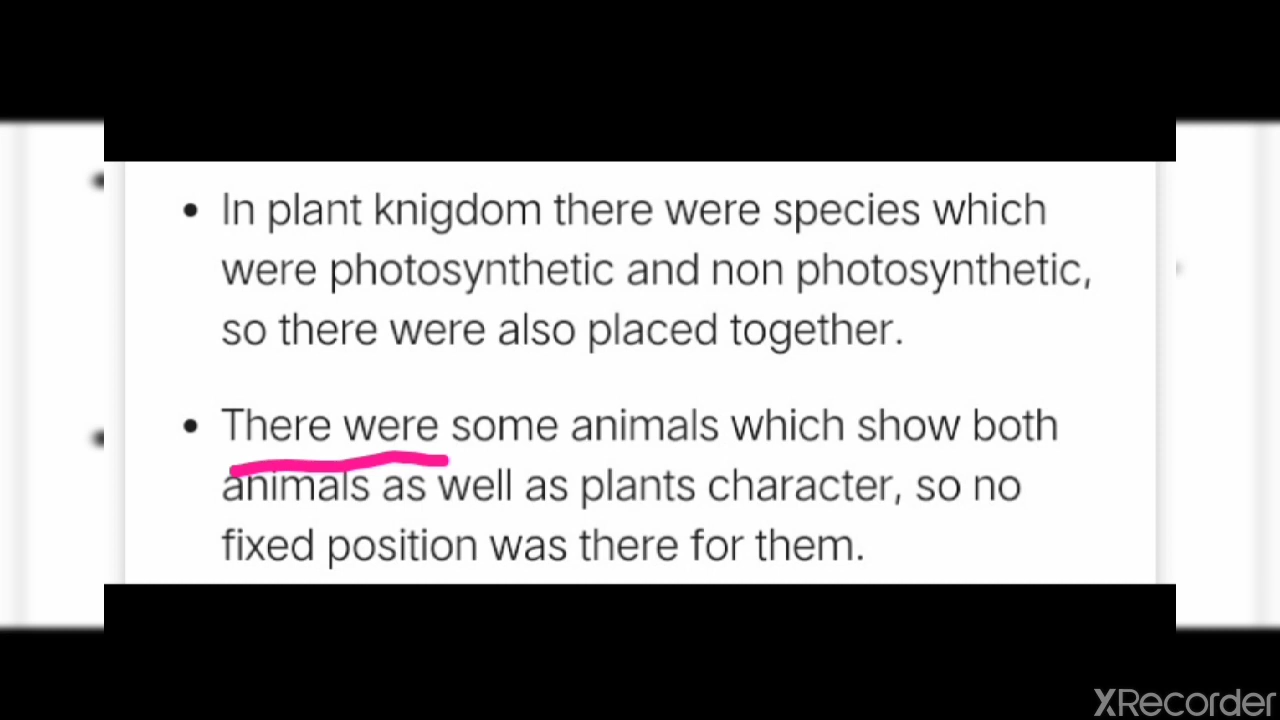 • In plant knigdom there were species which
were photosynthetic and non photosynthetic,
so there were also placed together.
• There were some animals which show both
animals as well as plants character, so no
fixed position was there for them.
XRecorder